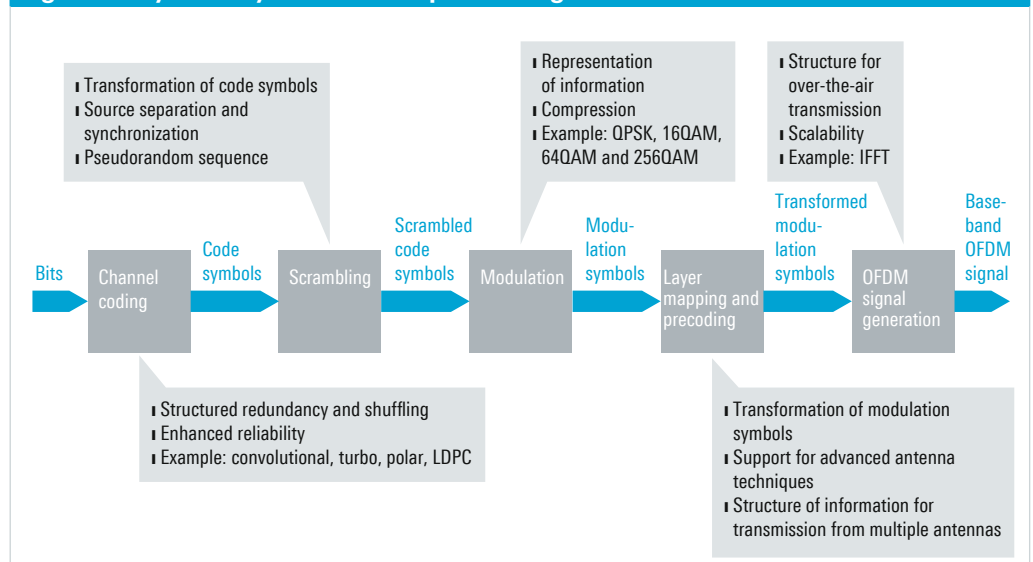 ı Transformation of code symbols
ı Source separation and
synchronization
ı Pseudorandom sequence
ı Representation
of information
ı Compression
ı Example: QPSK, 16QAM,
64QAM and 256QAM
ı Structure for
over-the-air
transmission
ı Scalability
ı Example: IFFT
Bits
Channel
coding
Code
symbols
Scrambling
Scrambled
code
symbols
Modulation
Modu-
lation
symbols
Layer
mapping and
precoding
Transformed
modu-
lation
symbols
OFDM
signal
generation
Base-
band
OFDM
signal
ı Structured redundancy and shuffling
ı Enhanced reliability
ı Example: convolutional, turbo, polar, LDPC
ı Transformation of modulation
symbols
ı Support for advanced antenna
techniques
ı Structure of information for
transmission from multiple antennas